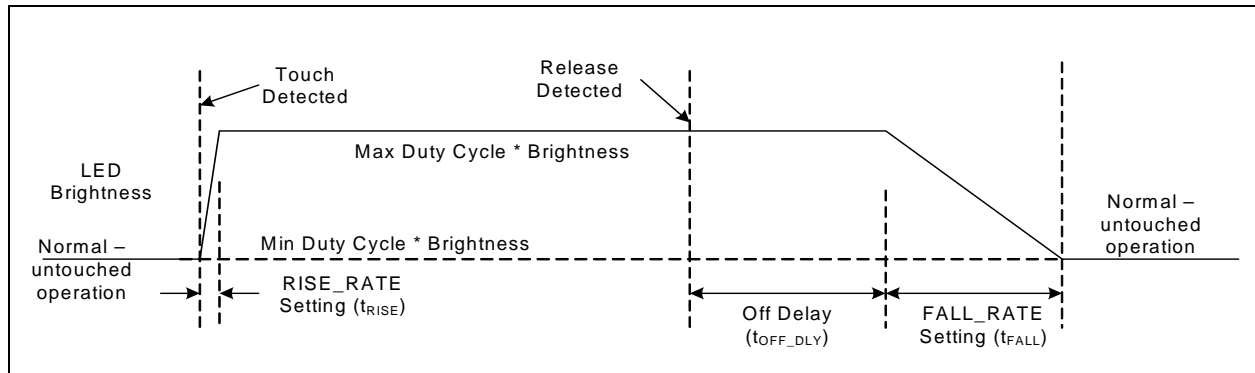 Touch
Detected
Release
Detected
Max Duty Cycle * Brightness
LED
Brightness
Normal –
untouched
operation
Min Duty Cycle * Brightness
Normal –
untouched
operation
RISE_RATE
Setting (tRISE)
Off Delay
(tOFF_DLY)
FALL_RATE
Setting (tFALL)